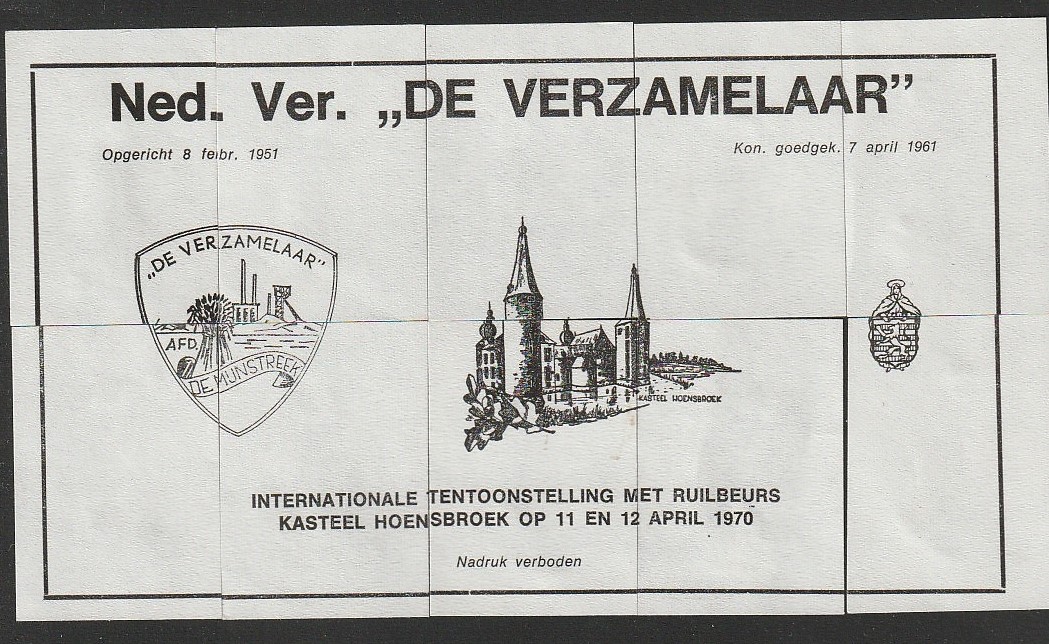 Ned. Ver. „DE VERZAMELAAR”
Opgericht 8 febr. 1951
Kon. goedgek. 7 april 1961
„DE VERZAMELAAR”
AFD.
DE MIJNSTREEK
KASTEEL HOENSBROEK
INTERNATIONALE TENTOONSTELLING MET RUILBEURS
KASTEEL HOENSBROEK OP 11 EN 12 APRIL 1970
Nadruk verboden